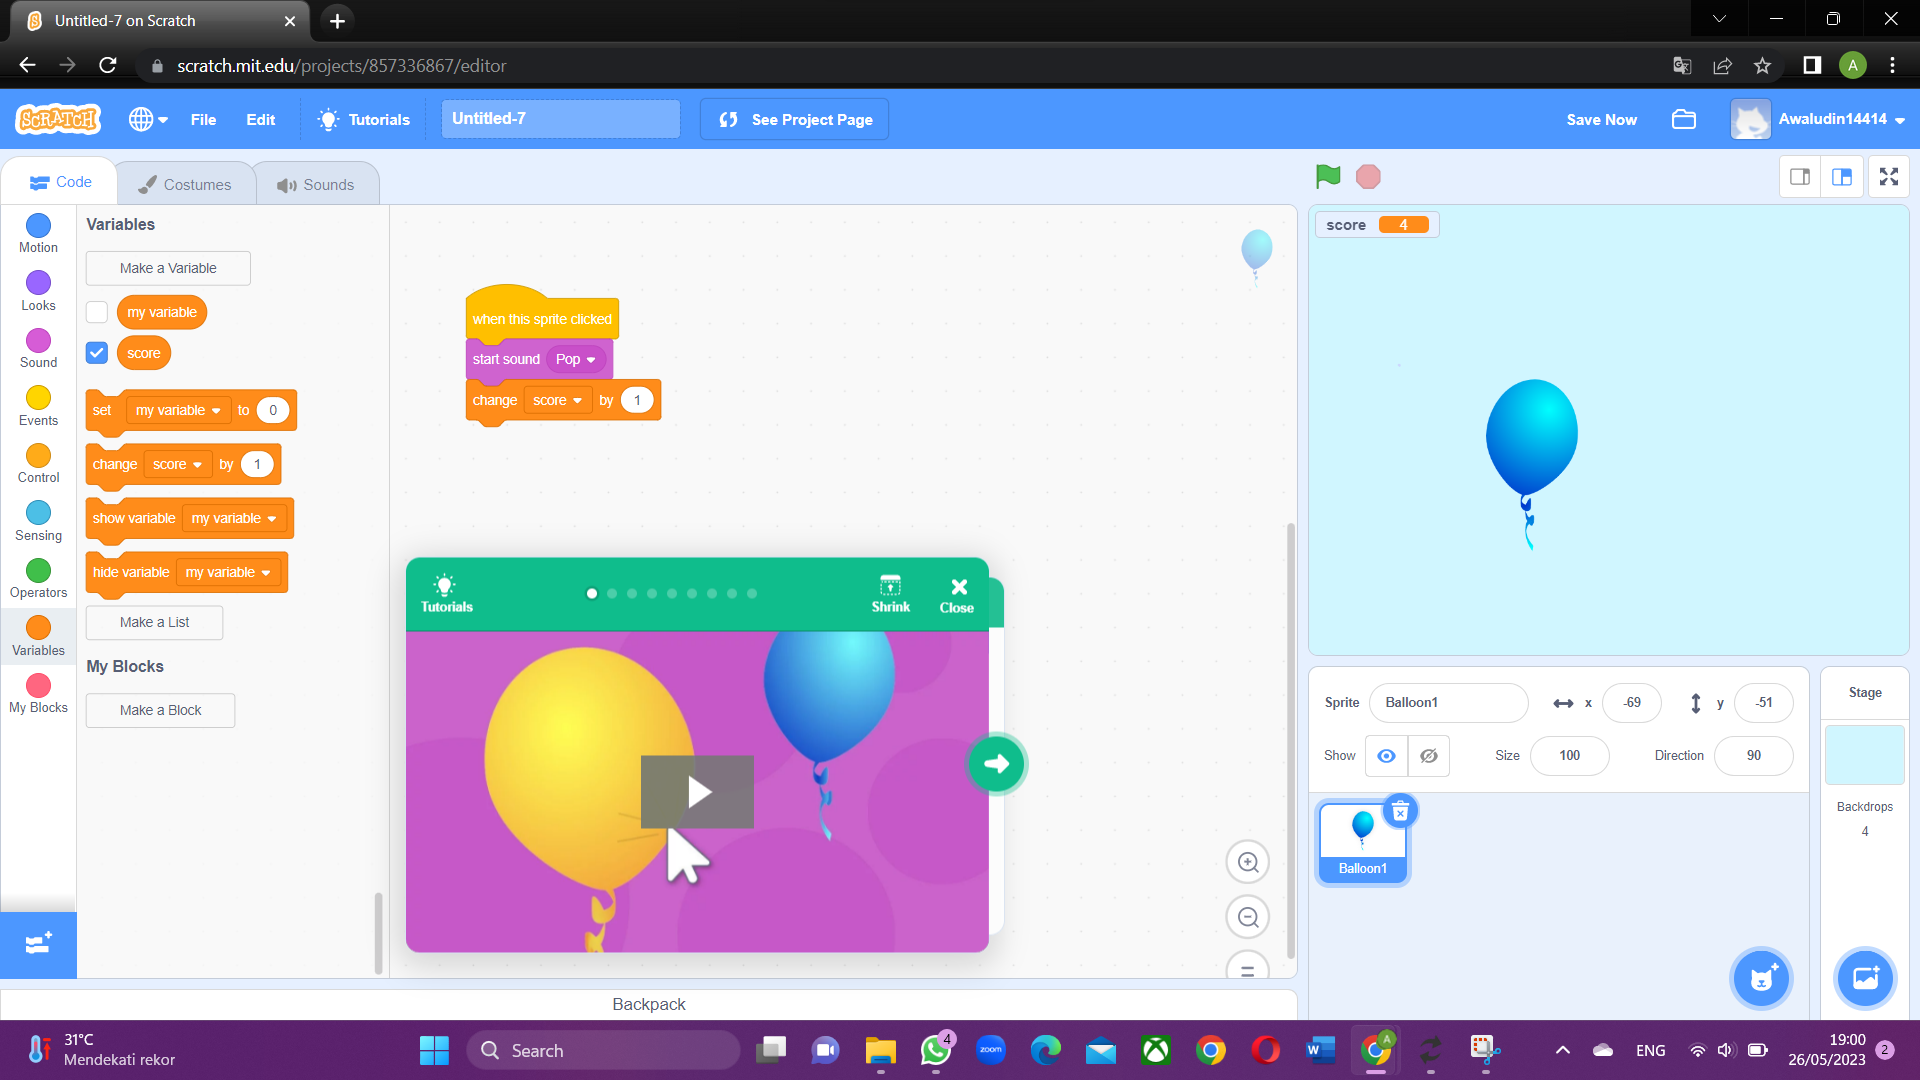 Untitled-7 on Scratch
scratch.mit.edu/projects/857336867/editor
A
SCRATCH
File
Edit
Tutorials
Untitled-7
See Project Page
Save Now
Awaludin14414
Code
Costumes
Sounds
Motion
Looks
Sound
Events
Control
Sensing
Operators
Variables
My Blocks
Variables
Make a Variable
my variable
score
set my variable to 0
change score by 1
show variable my variable
hide variable my variable
Make a List
My Blocks
Make a Block
when this sprite clicked
start sound Pop
change score by 1
Tutorials
Shrink
Close
score 4
Sprite Balloon1 x -69 y -51
Show Size 100 Direction 90
Balloon1
Stage
Backdrops
4
Backpack
31°C
Mendekati rekor
Search
4
zoom
W
A
ENG
19:00
26/05/2023
2